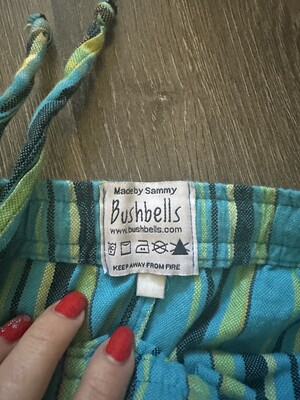 Made by Sammy
Bushbells
www.bushbells.com
KEEP AWAY FROM FIRE